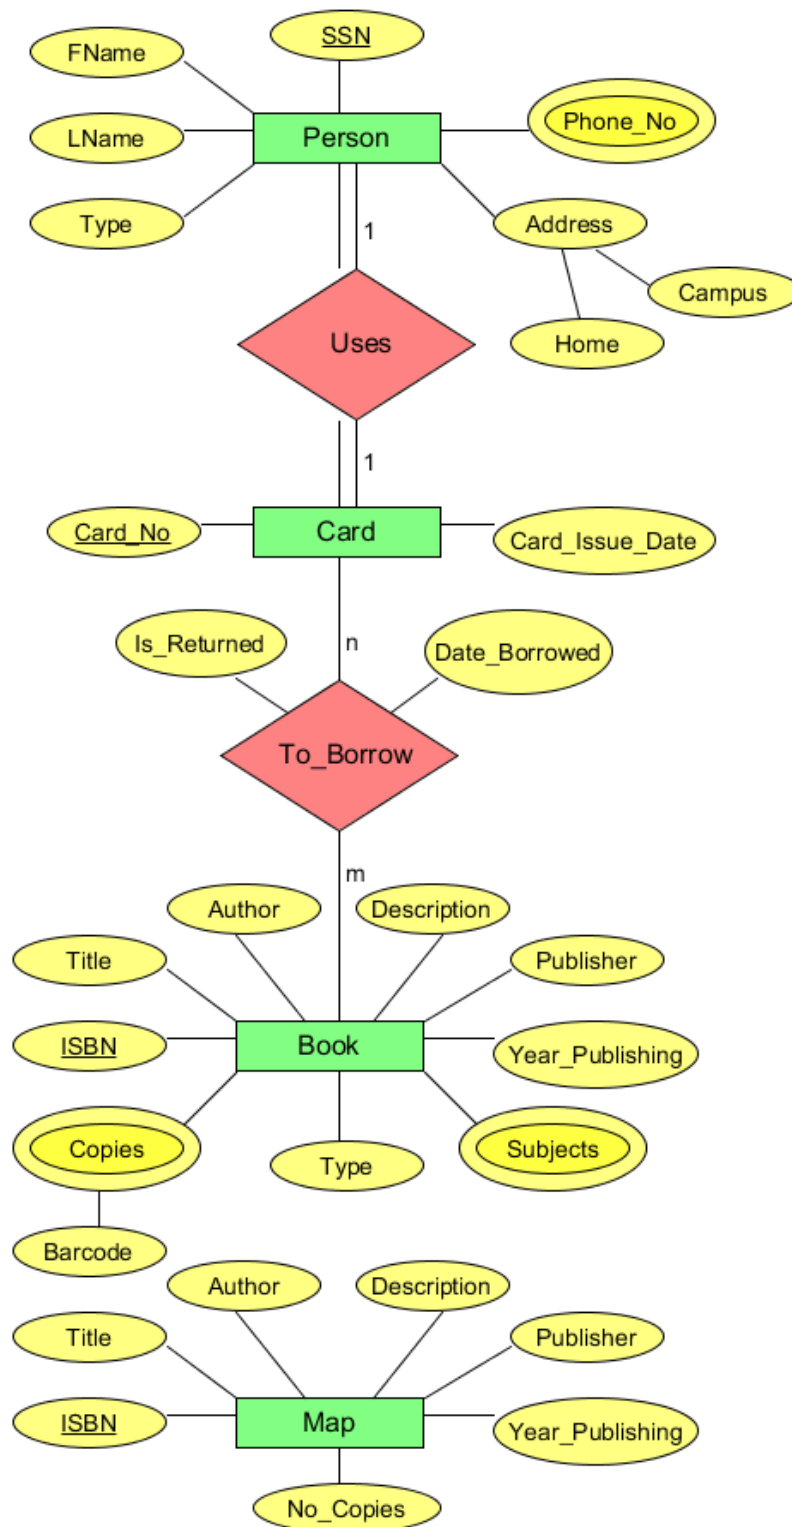 SSN
FName
Phone_No
LName
Person
Type
Address
1
Campus
Uses
Home
1
Card_No
Card
Card_Issue_Date
Is_Returned
n
Date_Borrowed
To_Borrow
m
Author
Description
Title
Publisher
ISBN
Book
Year_Publishing
Copies
Type
Subjects
Barcode
Author
Description
Title
Publisher
ISBN
Map
Year_Publishing
No_Copies